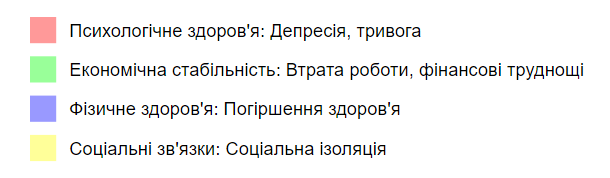 Психологічне здоров'я: Депресія, тривога
Економічна стабільність: Втрата роботи, фінансові труднощі
Фізичне здоров'я: Погіршення здоров'я
Соціальні зв'язки: Соціальна ізоляція